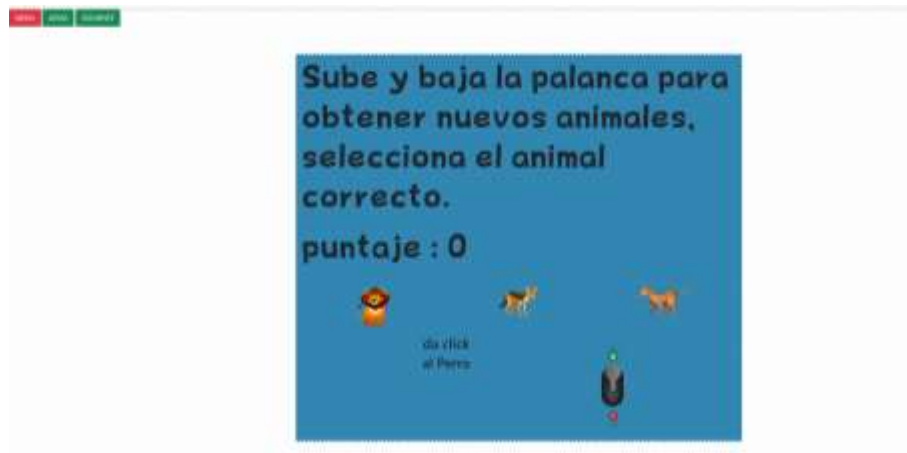 Sube y baja la palanca para
obtener nuevos animales,
selecciona el animal
correcto.
puntaje : 0
da click
al Perro